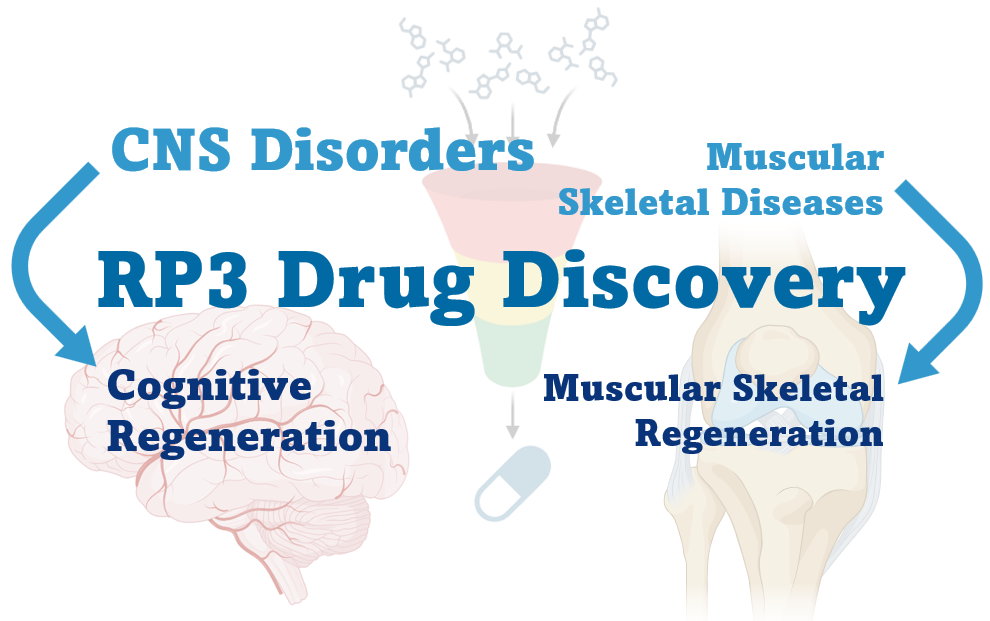 CNS Disorders
Muscular
Skeletal Diseases
RP3 Drug Discovery
Cognitive
Regeneration
Muscular Skeletal
Regeneration